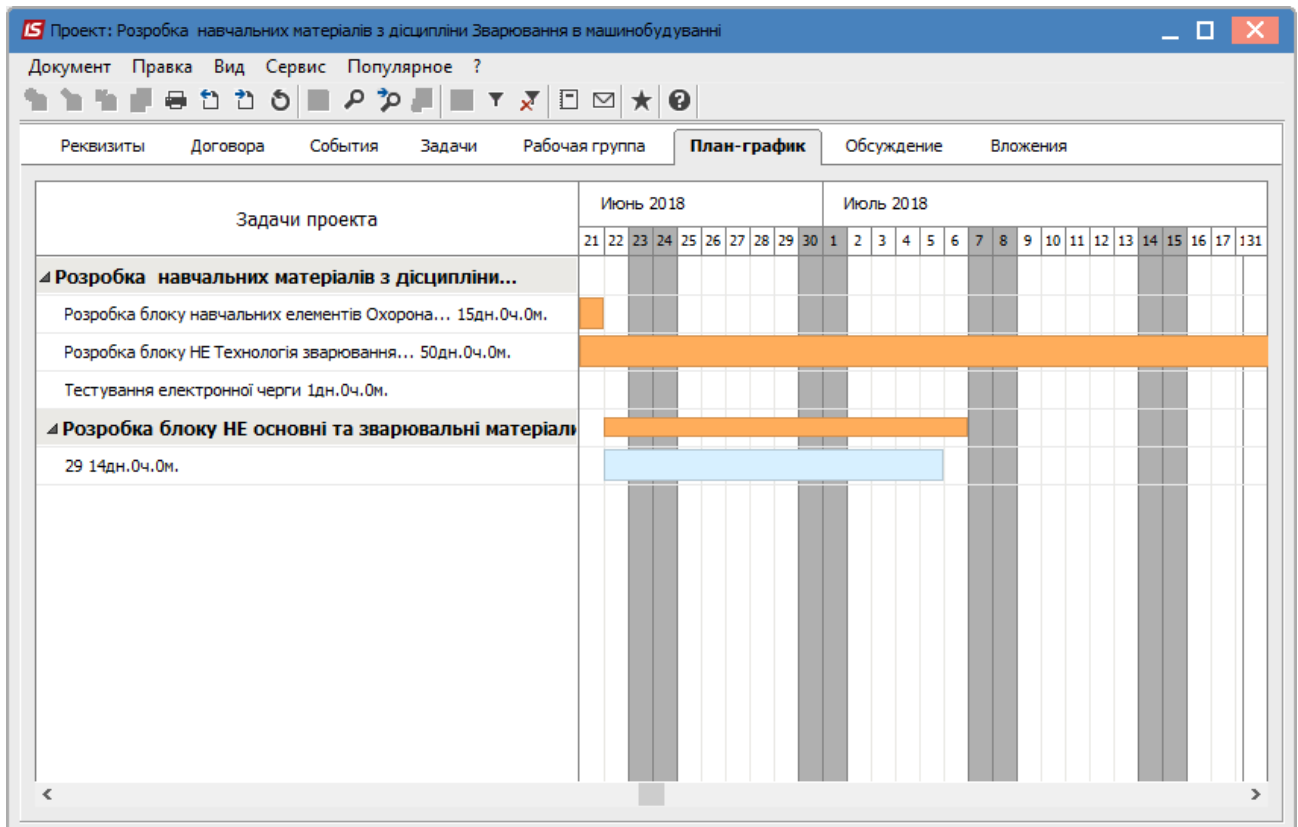 Проект: Розробка навчальних матеріалів з дісципліни Зварювання в машинобудуванні
Документ Правка Вид Сервис Популярное ?
Реквизиты Договора События Задачи Рабочая группа План-график Обсуждение Вложения
Задачи проекта
Июнь 2018 Июль 2018
21 22 23 24 25 26 27 28 29 30 1 2 3 4 5 6 7 8 9 10 11 12 13 14 15 16 17 131
Розробка навчальних матеріалів з дісципліни...
Розробка блоку навчальних елементів Охорона... 15дн.0ч.0м.
Розробка блоку НЕ Технологія зварювання... 50дн.0ч.0м.
Тестування електронної черги 1дн.0ч.0м.
Розробка блоку НЕ основні та зварювальні матеріали
29 14дн.0ч.0м.